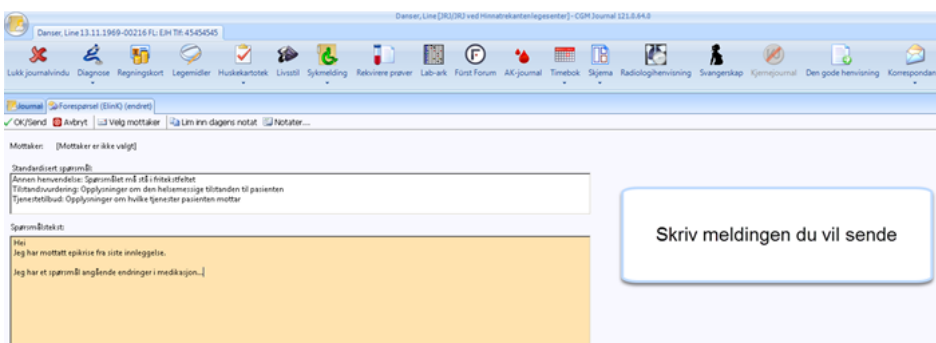 Danser, Line [JRJ/JRJ ved Hinnatrekanten legesenter] - CGM Journal 121.0.64.0
Danser, Line 13.11.1969-00216 FL: EJH Tlf: 45454545
Lukk journalvindu Diagnose Regningskort Legemidler Huskekartotek Livsstil Sykmelding Rekvirere prøver Lab-ark Fürst Forum AK-journal Timebok Skjema Radiologihenvisning Svangerskap Kjernejournal Den gode henvisning Korrespondan
Journal Forespørsel (ElinK) (endret)
OK/Send Avbryt Velg mottaker Lim inn dagens notat Notater...
Mottaker: [Mottaker er ikke valgt]
Standardisert spørsmål:
Annen henvendelse: Spørsmålet må stå i fritekstfeltet
Tilstandsvurdering: Opplysninger om den helsemessige tilstanden til pasienten
Tjenestetilbud: Opplysninger om hvilke tjenester pasienten mottar
Spørsmålstekst:
Hei
Jeg har mottatt epikrise fra siste innleggelse.
Jeg har et spørsmål angående endringer i medikasjon...
Skriv meldingen du vil sende